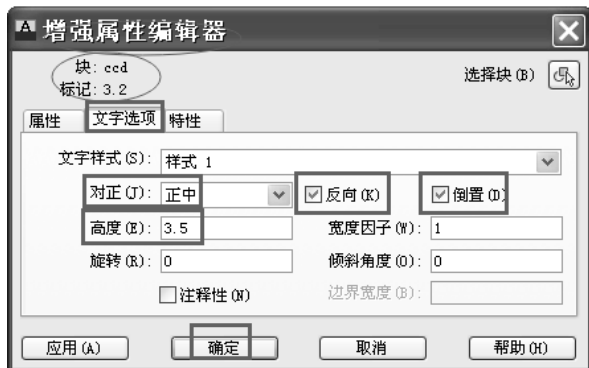 增强属性编辑器
块: ccd
标记: 3.2
选择块(B)
属性 文字选项 特性
文字样式(S): 样式 1
对正(J): 正中 反向(K) 倒置(D)
高度(E): 3.5 宽度因子(W): 1
旋转(R): 0 倾斜角度(O): 0
注释性(N) 边界宽度(B):
应用(A) 确定 取消 帮助(H)